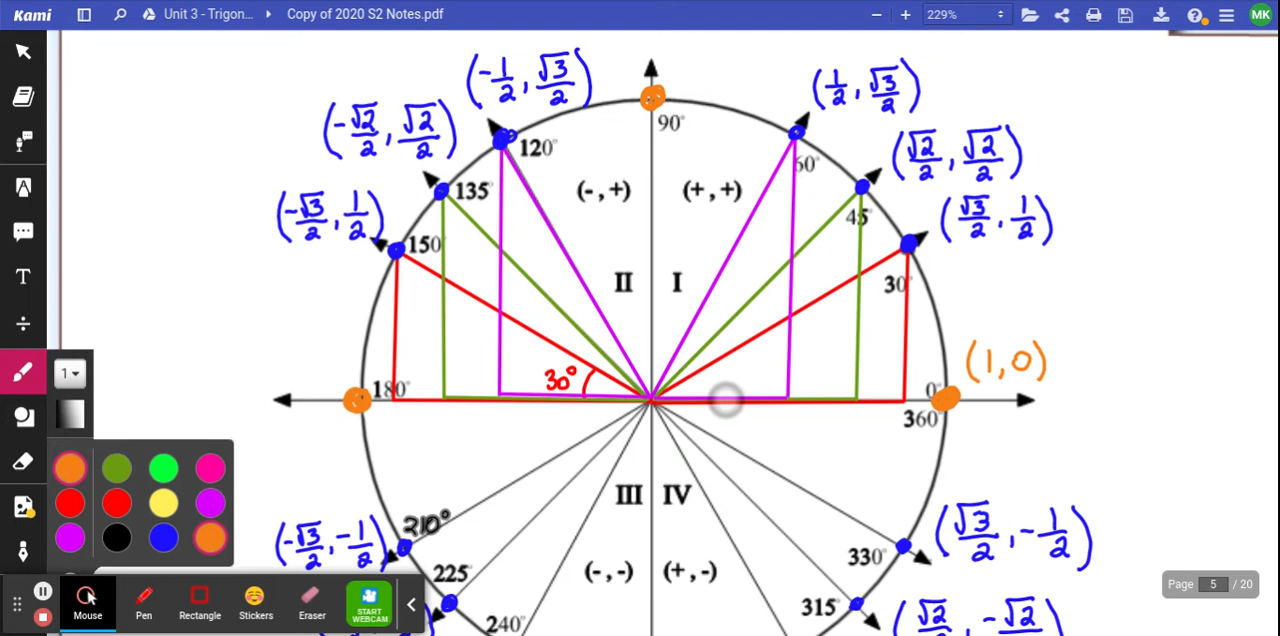 Kami
Unit 3 - Trigon...
Copy of 2020 S2 Notes.pdf
229%
MK
(-1/2, √3/2)
(1/2, √3/2)
(-√2/2, √2/2)
(√2/2, √2/2)
(-√3/2, 1/2)
(√3/2, 1/2)
90°
120°
60°
135°
45°
150°
30°
(-, +)
(+, +)
II
I
30°
(1,0)
180°
0°
360°
1
III
IV
210°
(-√3/2, -1/2)
330°
(√3/2, -1/2)
225°
(-, -)
(+, -)
315°
240°
Page 5 / 20
Mouse
Pen
Rectangle
Stickers
Eraser
START
WEBCAM